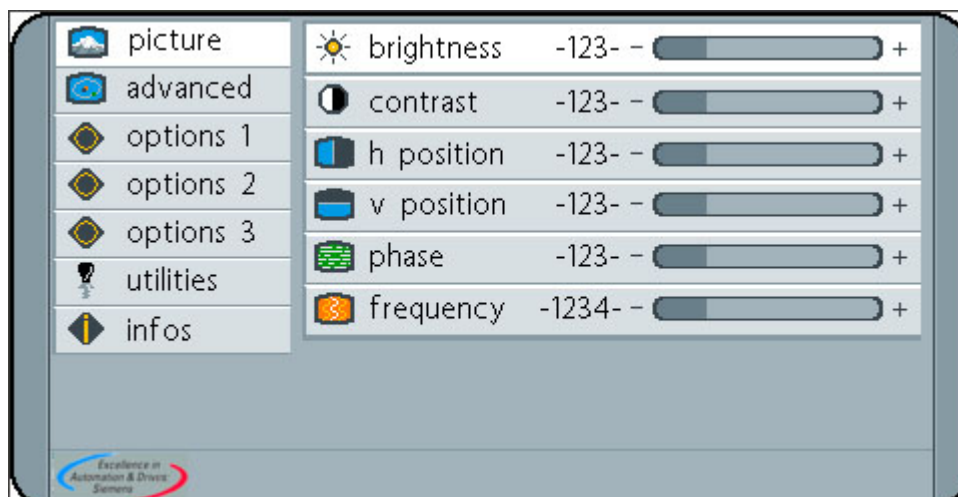 picture
advanced
options 1
options 2
options 3
utilities
infos
brightness -123- - +
contrast -123- - +
h position -123- - +
v position -123- - +
phase -123- - +
frequency -1234- - +
Excellence in
Automation & Drives:
Siemens